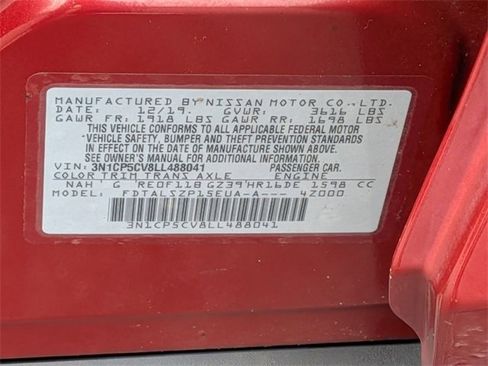 MANUFACTURED BY NISSAN MOTOR CO., LTD.
DATE: 12/19. GVWR: 3616 LBS
GAWR FR: 1918 LBS GAWR RR: 1698 LBS
THIS VEHICLE CONFORMS TO ALL APPLICABLE FEDERAL MOTOR
VEHICLE SAFETY, BUMPER AND THEFT PREVENTION STANDARDS
IN EFFECT ON THE DATE OF MANUFACTURE SHOWN ABOVE.
SEE OWNER'S MANUAL FOR ADDITIONAL INFORMATION.
VIN: 3N1CP5CV8LL488041 PASSENGER CAR.
COLOR TRIM TRANS AXLE ENGINE
NAH G RE0F11B GZ39 HR16DE 1598 CC
MODEL: FDTALSZP15EUA-A--- 4Z000
3N1CP5CV8LL488041